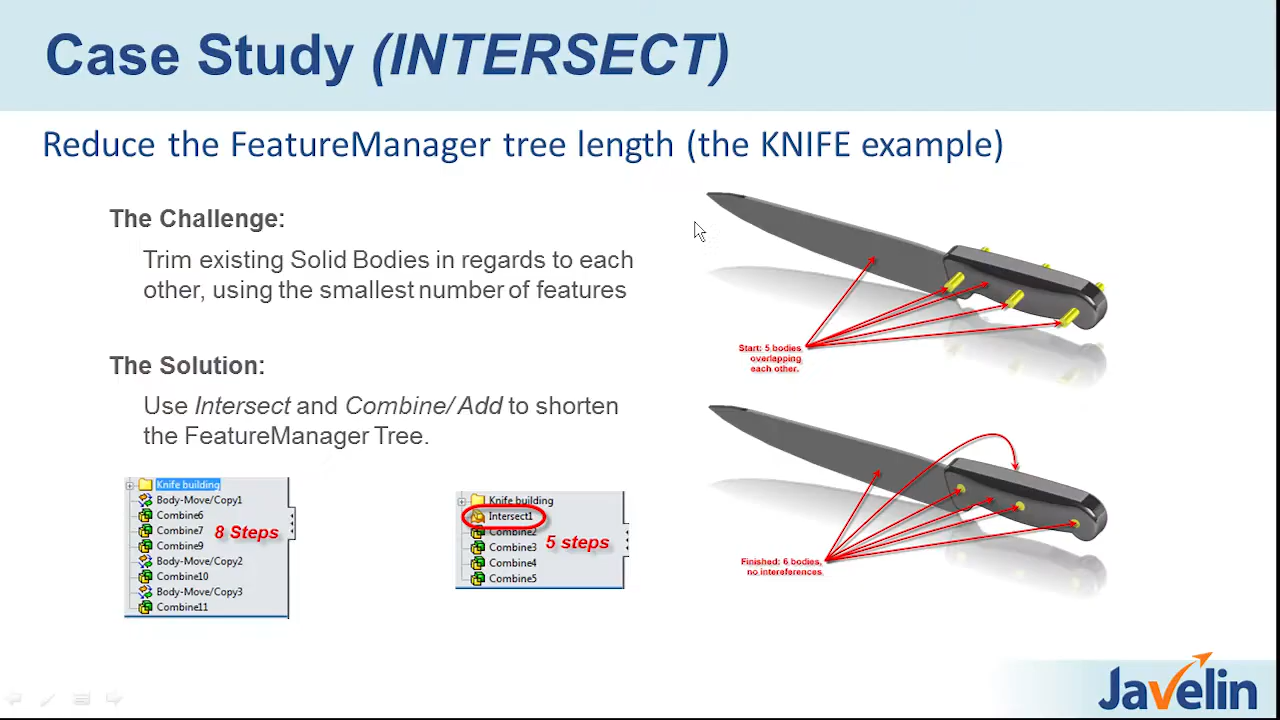 Case Study (INTERSECT)
Reduce the FeatureManager tree length (the KNIFE example)
The Challenge:
Trim existing Solid Bodies in regards to each
other, using the smallest number of features
The Solution:
Use Intersect and Combine/Add to shorten
the FeatureManager Tree.
Knife building
Body-Move/Copy1
Combine6
Combine7
Combine9
Body-Move/Copy2
Combine10
Body-Move/Copy3
Combine11
8 Steps
Knife building
Intersect1
Combine2
Combine3
Combine4
Combine5
5 steps
Start: 5 bodies
overlapping
each other.
Finished: 6 bodies,
no intereferences.
Javelin